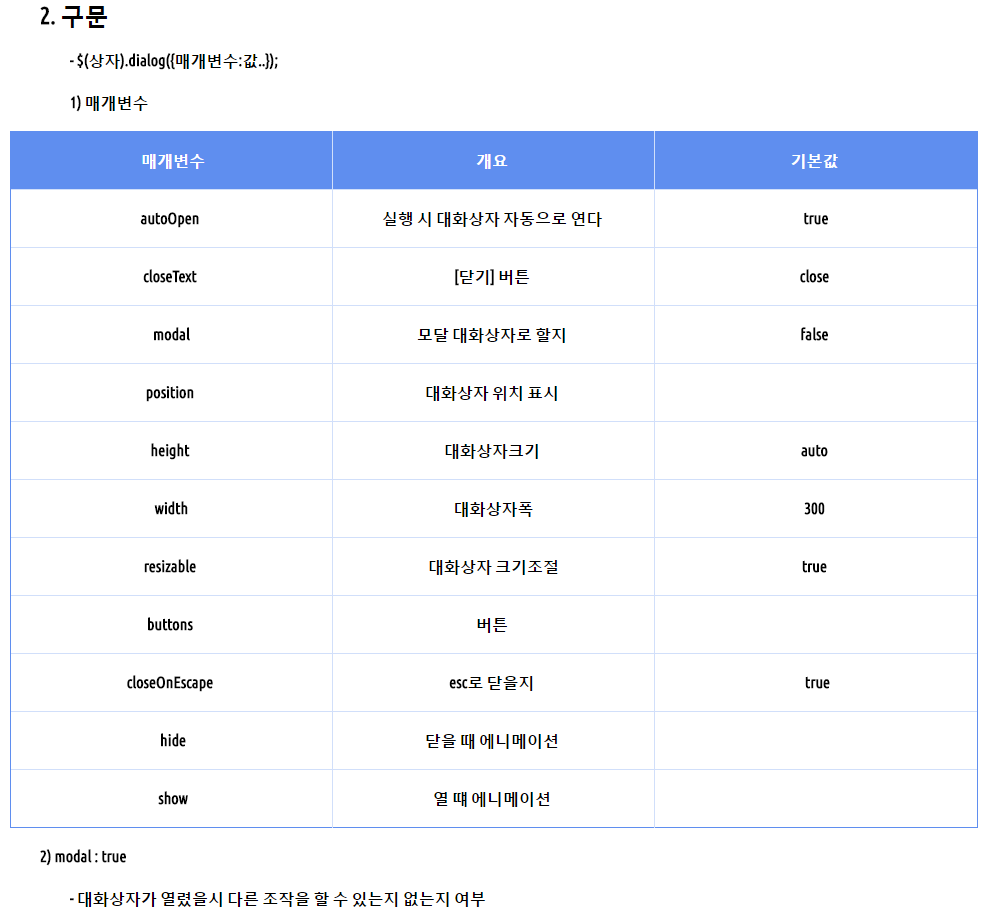 2. 구문
- $(상자).dialog({매개변수:값..});
1) 매개변수
매개변수 개요 기본값
autoOpen 실행 시 대화상자 자동으로 연다 true
closeText [닫기] 버튼 close
modal 모달 대화상자로 할지 false
position 대화상자 위치 표시
height 대화상자크기 auto
width 대화상자폭 300
resizable 대화상자 크기조절 true
buttons 버튼
closeOnEscape esc로 닫을지 true
hide 닫을 때 에니메이션
show 열 떄 에니메이션
2) modal : true
- 대화상자가 열렸을시 다른 조작을 할 수 있는지 없는지 여부